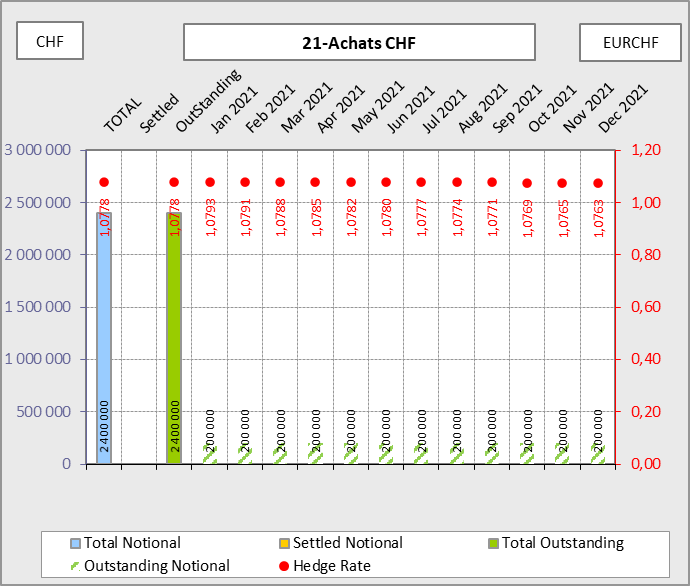 CHF
21-Achats CHF
EURCHF
TOTAL
Settled
OutStanding
Jan 2021
Feb 2021
Mar 2021
Apr 2021
May 2021
Jun 2021
Jul 2021
Aug 2021
Sep 2021
Oct 2021
Nov 2021
Dec 2021
3 000 000
2 500 000
2 000 000
1 500 000
1 000 000
500 000
0
1,20
1,00
0,80
0,60
0,40
0,20
0,00
1,0778
1,0778
1,0793
1,0791
1,0788
1,0785
1,0782
1,0780
1,0777
1,0774
1,0771
1,0769
1,0765
1,0763
2 400 000
2 400 000
200 000
200 000
200 000
200 000
200 000
200 000
200 000
200 000
200 000
200 000
200 000
200 000
Total Notional
Settled Notional
Total Outstanding
Outstanding Notional
Hedge Rate